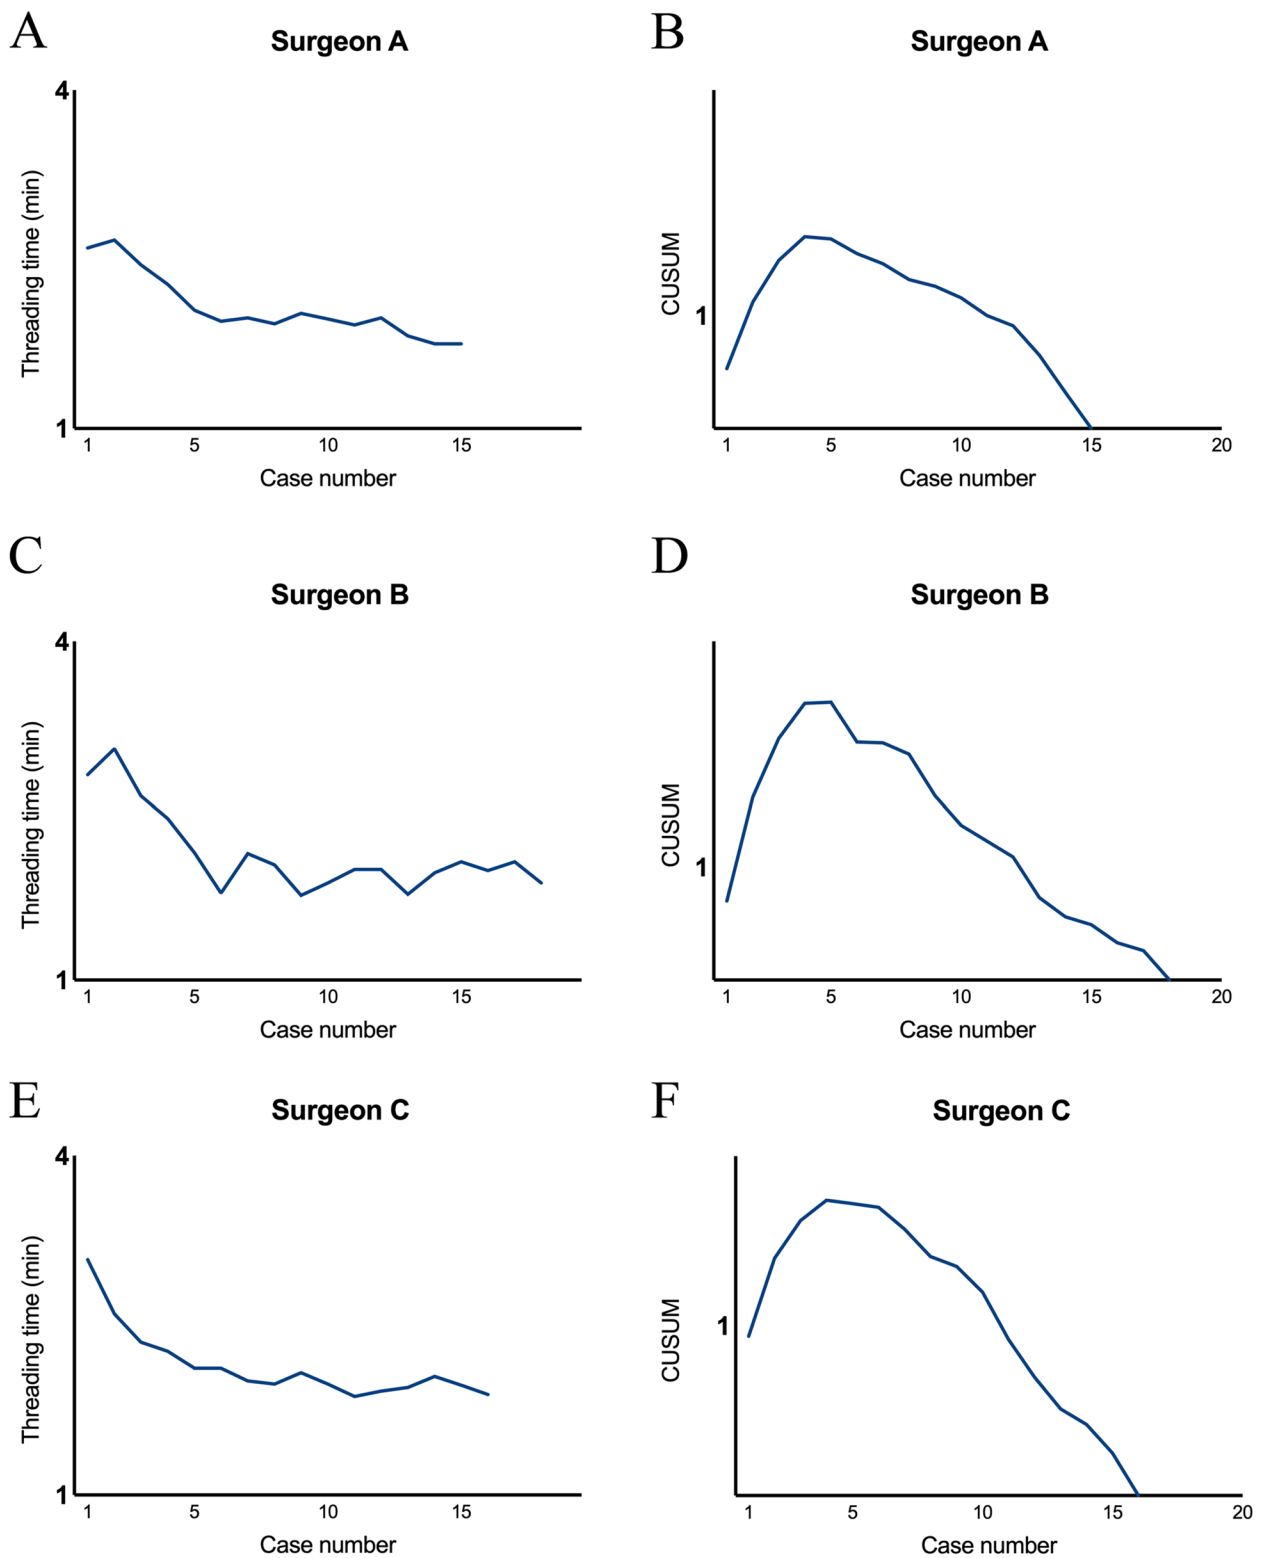 A
Surgeon A
4
Threading time (min)
1
1 5 10 15
Case number
B
Surgeon A
CUSUM
1
1 5 10 15 20
Case number
C
Surgeon B
4
Threading time (min)
1
1 5 10 15
Case number
D
Surgeon B
CUSUM
1
1 5 10 15 20
Case number
E
Surgeon C
4
Threading time (min)
1
1 5 10 15
Case number
F
Surgeon C
CUSUM
1
1 5 10 15 20
Case number